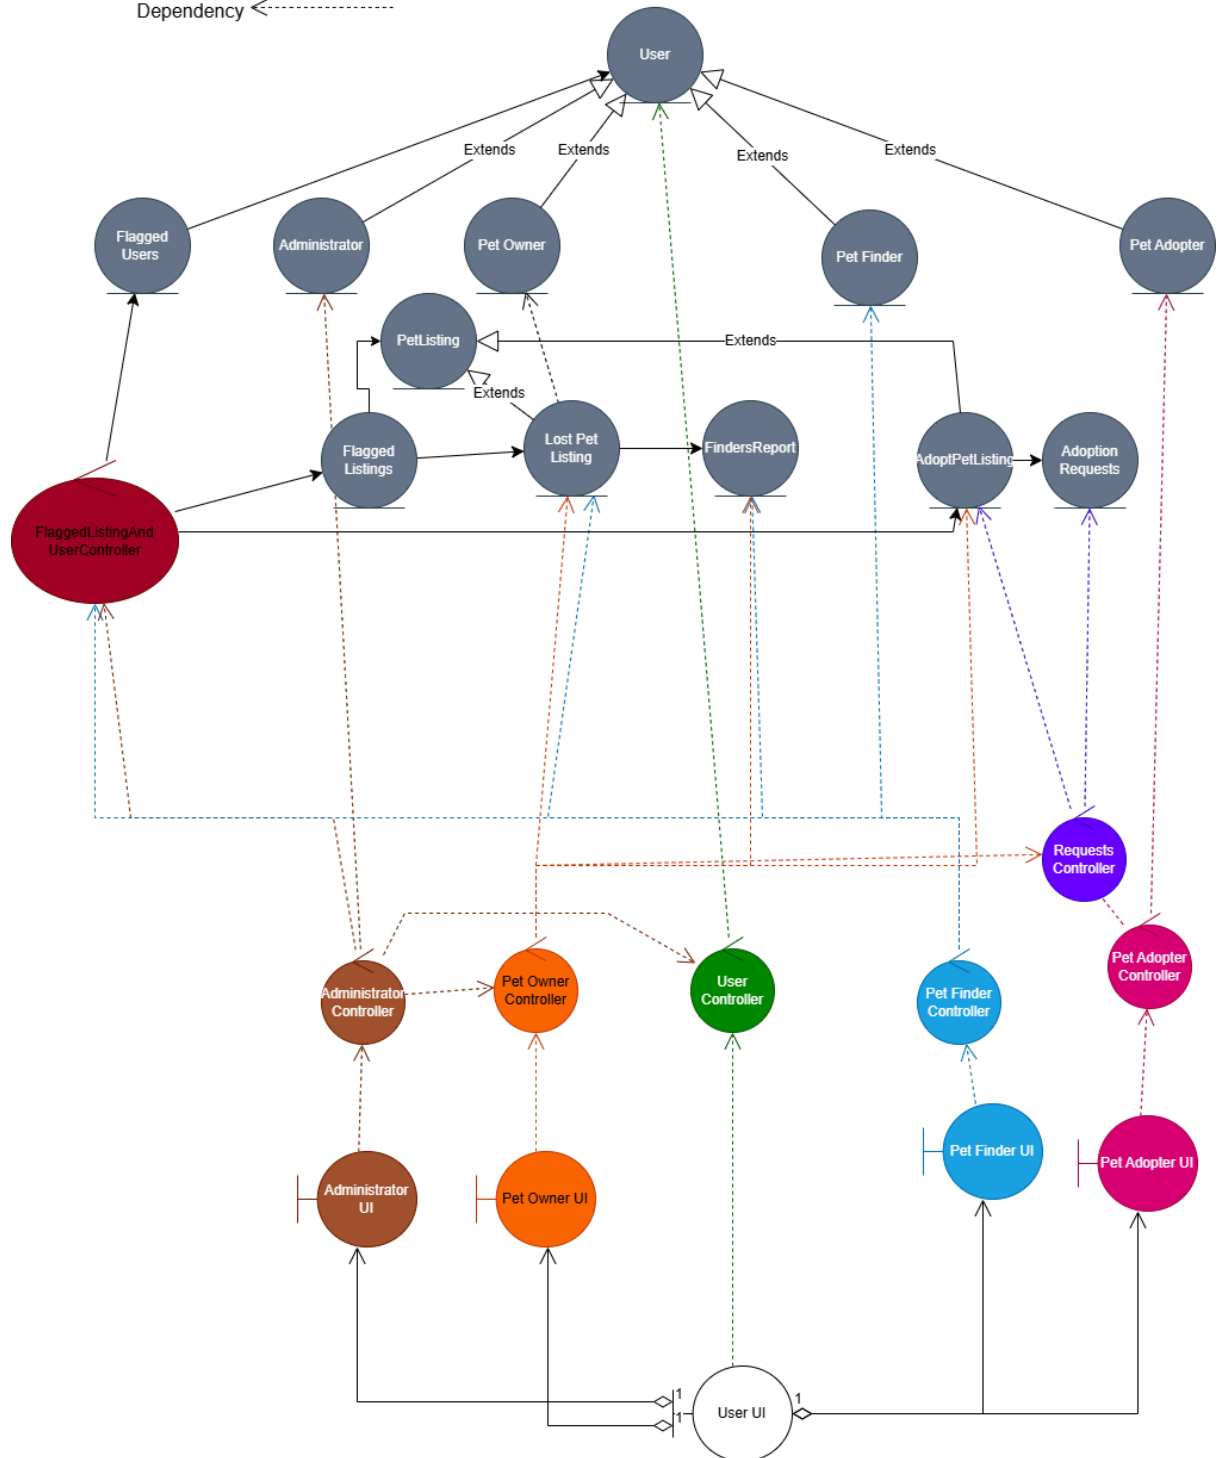 Dependency
User
Extends
Extends
Extends
Extends
Flagged
Users
Administrator
Pet Owner
Pet Finder
Pet Adopter
PetListing
Extends
Extends
Flagged
Listings
Lost Pet
Listing
FindersReport
AdoptPetListing
Adoption
Requests
FlaggedListingAnd
UserController
Requests
Controller
Administrator
Controller
Pet Owner
Controller
User
Controller
Pet Finder
Controller
Pet Adopter
Controller
Administrator
UI
Pet Owner UI
Pet Finder UI
Pet Adopter UI
1
1
User UI
1